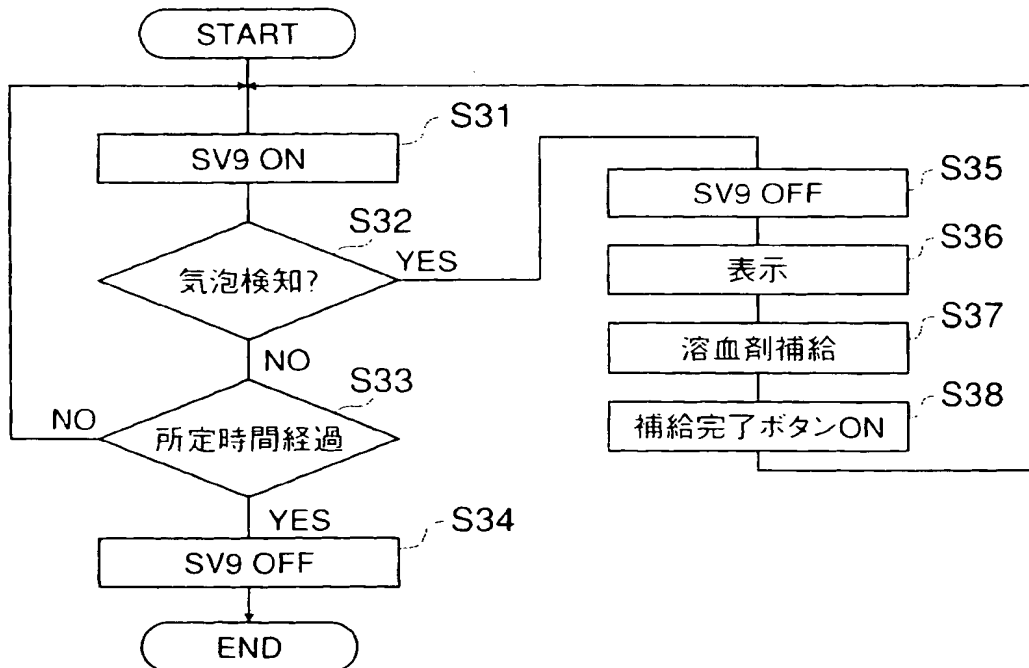 START
S31
SV9 ON
S32
気泡検知?
YES
NO
S33
所定時間経過
NO
YES
S34
SV9 OFF
END
S35
SV9 OFF
S36
表示
S37
溶血剤補給
S38
補給完了ボタンON